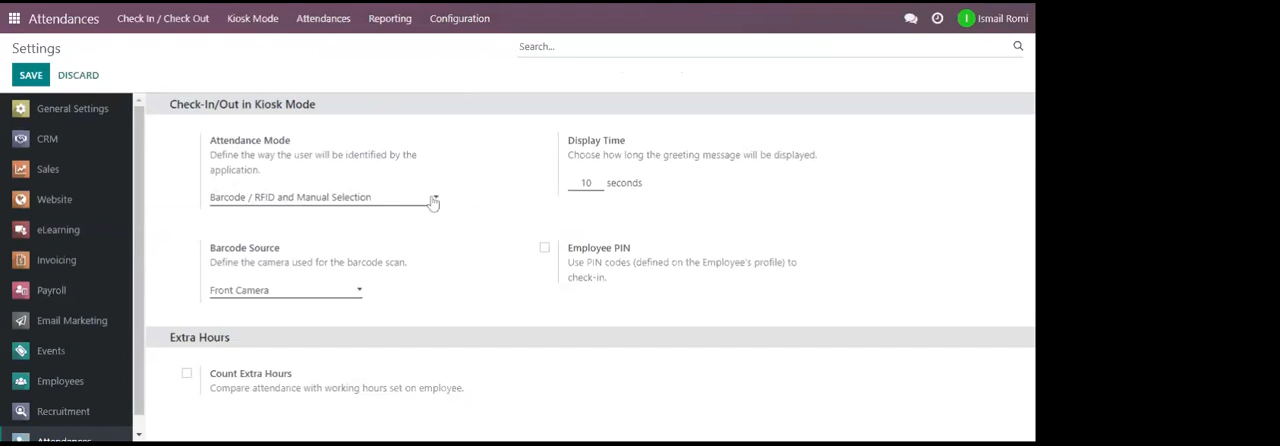 Attendances Check In / Check Out Kiosk Mode Attendances Reporting Configuration I Ismail Romi
Settings Search...
SAVE DISCARD
General Settings
CRM
Sales
Website
eLearning
Invoicing
Payroll
Email Marketing
Events
Employees
Recruitment
Attendances
Check-In/Out in Kiosk Mode
Attendance Mode
Define the way the user will be identified by the
application.
Barcode / RFID and Manual Selection
Display Time
Choose how long the greeting message will be displayed.
10 seconds
Barcode Source
Define the camera used for the barcode scan.
Front Camera
Employee PIN
Use PIN codes (defined on the Employee's profile) to
check-in.
Extra Hours
Count Extra Hours
Compare attendance with working hours set on employee.